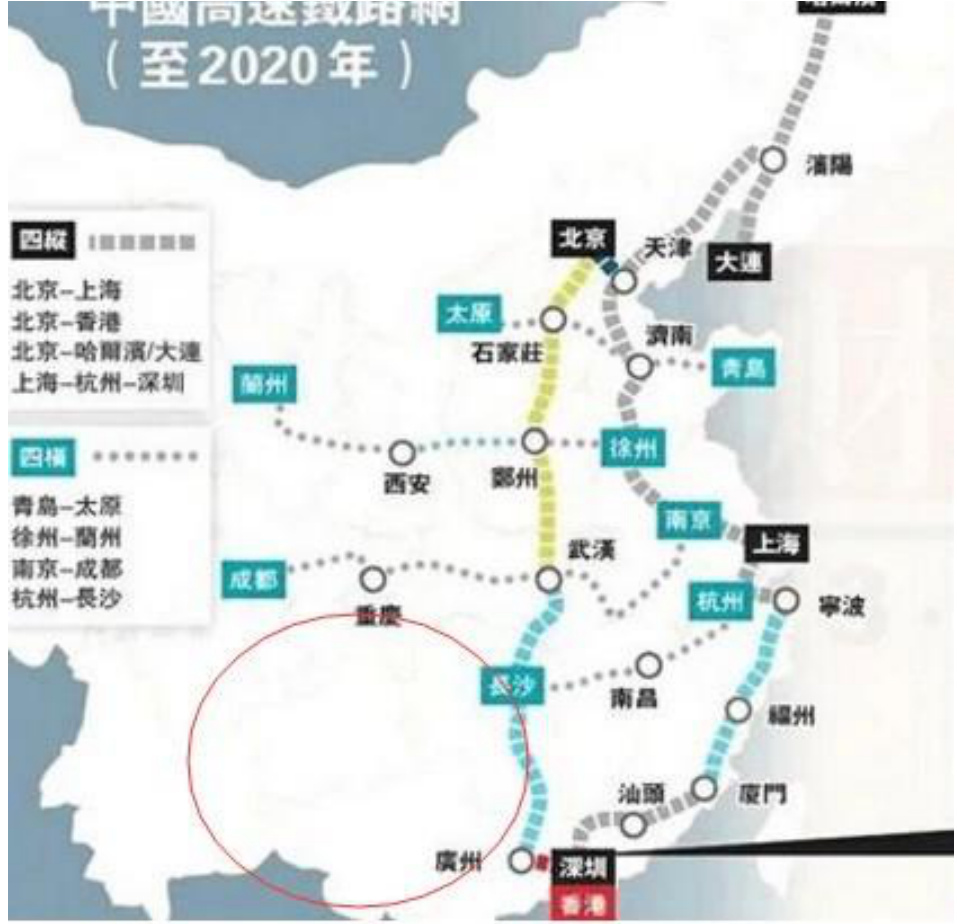 中國高速鐵路網
（至2020年）
瀋陽
北京
天津
大連
四縱
北京–上海
北京–香港
北京–哈爾濱/大連
上海–杭州–深圳
太原
石家莊
濟南
青島
蘭州
四橫
青島–太原
徐州–蘭州
南京–成都
杭州–長沙
西安
鄭州
徐州
南京
上海
武漢
成都
重慶
杭州
寧波
長沙
南昌
福州
汕頭
廈門
廣州
深圳
香港